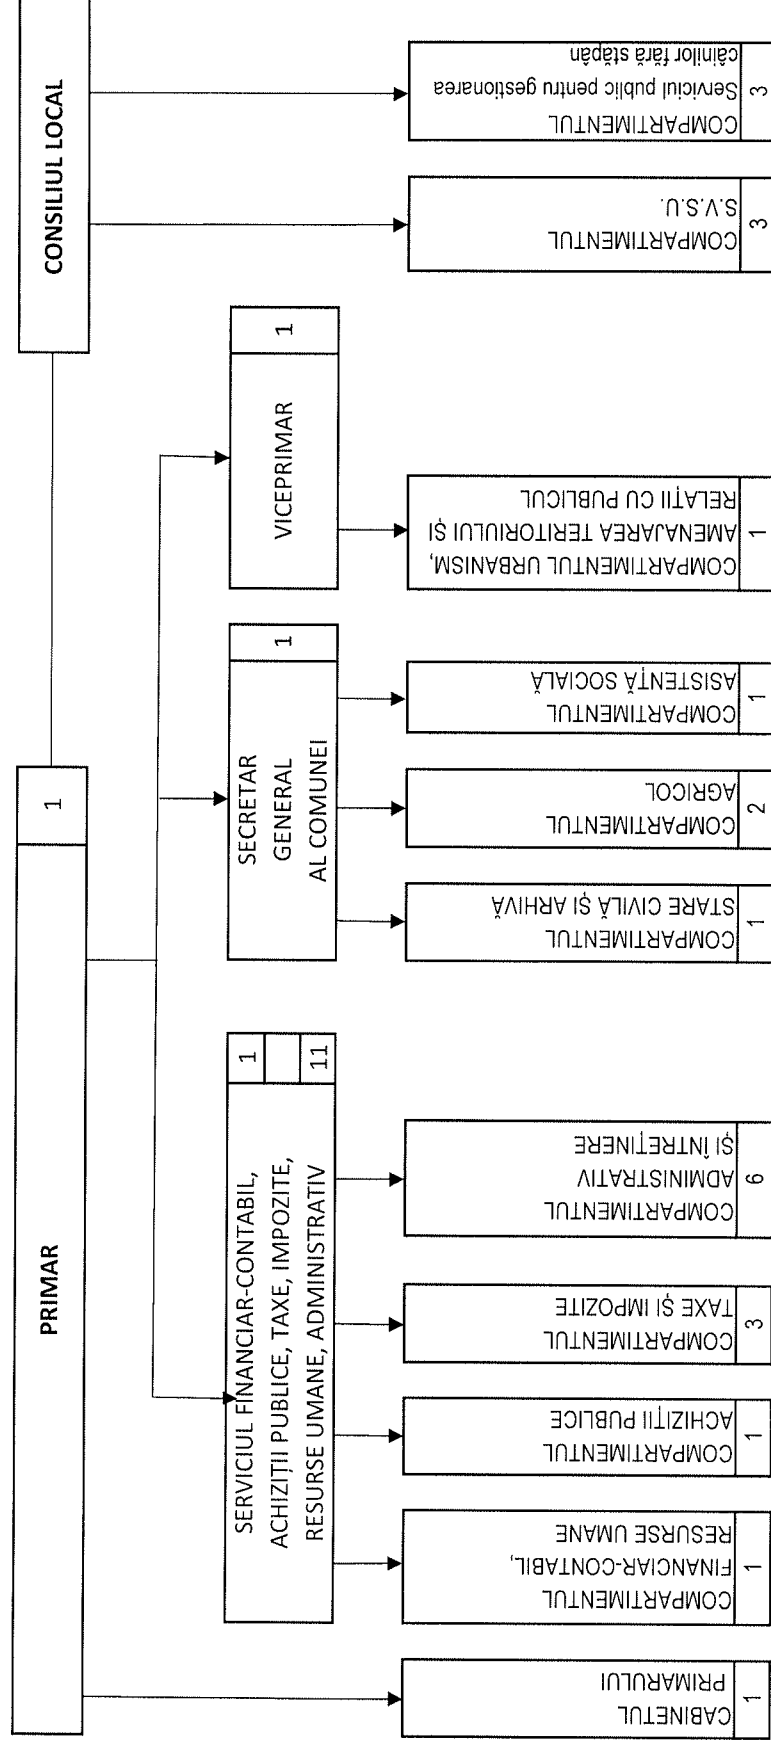 PRIMAR
1
CONSILIUL LOCAL
SERVICIUL FINANCIAR-CONTABIL,
ACHIZIȚII PUBLICE, TAXE, IMPOZITE,
RESURSE UMANE, ADMINISTRATIV
1
11
SECRETAR
GENERAL
AL COMUNEI
1
VICEPRIMAR
1
CABINETUL
PRIMARULUI
1
COMPARTIMENTUL
FINANCIAR-CONTABIL,
RESURSE UMANE
1
COMPARTIMENTUL
ACHIZIȚII PUBLICE
1
COMPARTIMENTUL
TAXE ȘI IMPOZITE
3
COMPARTIMENTUL
ADMINISTRATIV
ȘI ÎNTREȚINERE
6
COMPARTIMENTUL
STARE CIVILĂ ȘI ARHIVĂ
1
COMPARTIMENTUL
AGRICOL
2
COMPARTIMENTUL
ASISTENȚĂ SOCIALĂ
1
COMPARTIMENTUL URBANISM,
AMENAJAREA TERITORIULUI ȘI
RELAȚII CU PUBLICUL
1
COMPARTIMENTUL
S.V.S.U.
3
COMPARTIMENTUL
Serviciul public pentru gestionarea
câinilor fără stăpân
3